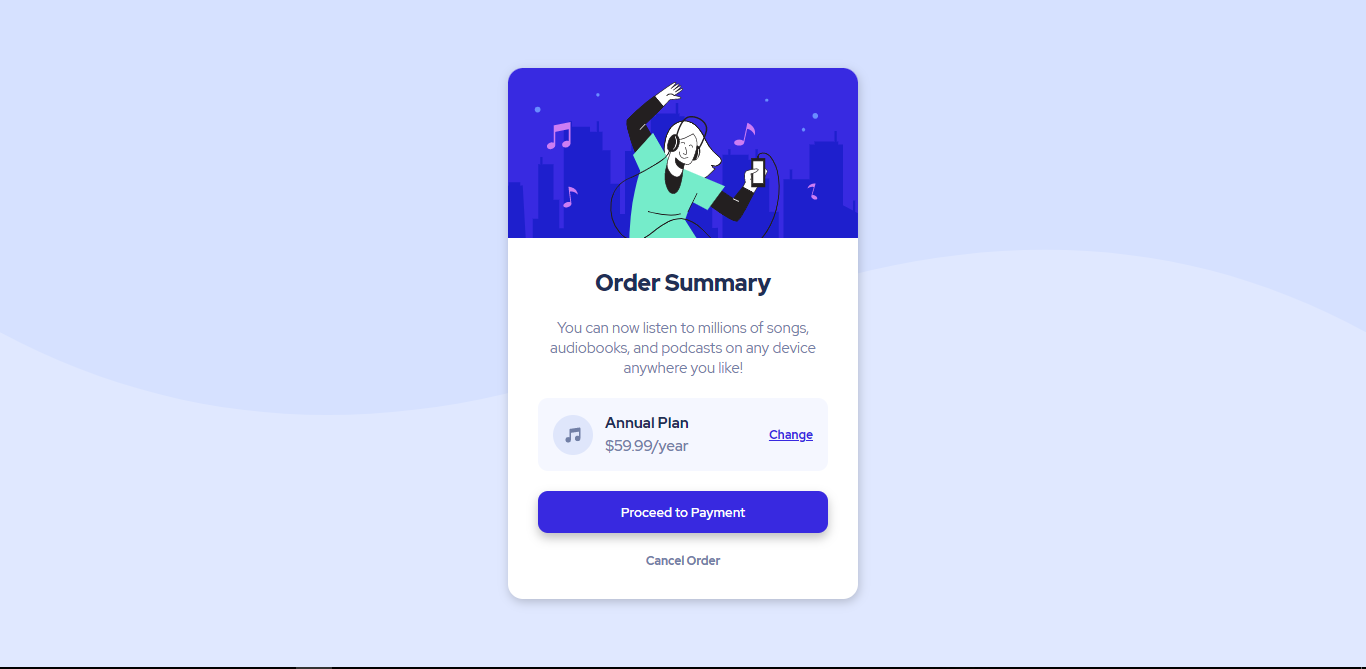 Order Summary
You can now listen to millions of songs,
audiobooks, and podcasts on any device
anywhere you like!
Annual Plan
$59.99/year
Change
Proceed to Payment
Cancel Order